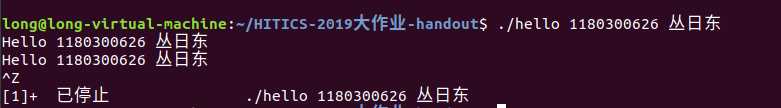 long@long-virtual-machine:~/HITICS-2019大作业-handout$ ./hello 1180300626 丛日东
Hello 1180300626 丛日东
Hello 1180300626 丛日东
^Z
[1]+  已停止               ./hello 1180300626 丛日东